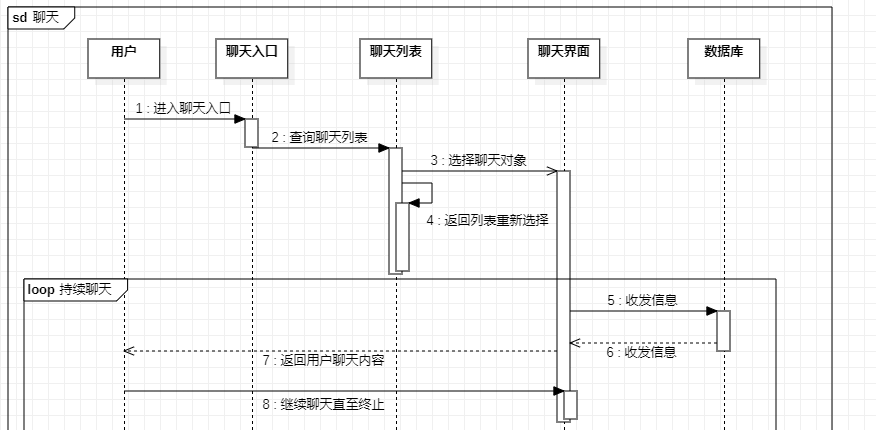 sd 聊天
用户
聊天入口
聊天列表
聊天界面
数据库
1 : 进入聊天入口
2 : 查询聊天列表
3 : 选择聊天对象
4 : 返回列表重新选择
loop 持续聊天
5 : 收发信息
6 : 收发信息
7 : 返回用户聊天内容
8 : 继续聊天直至终止